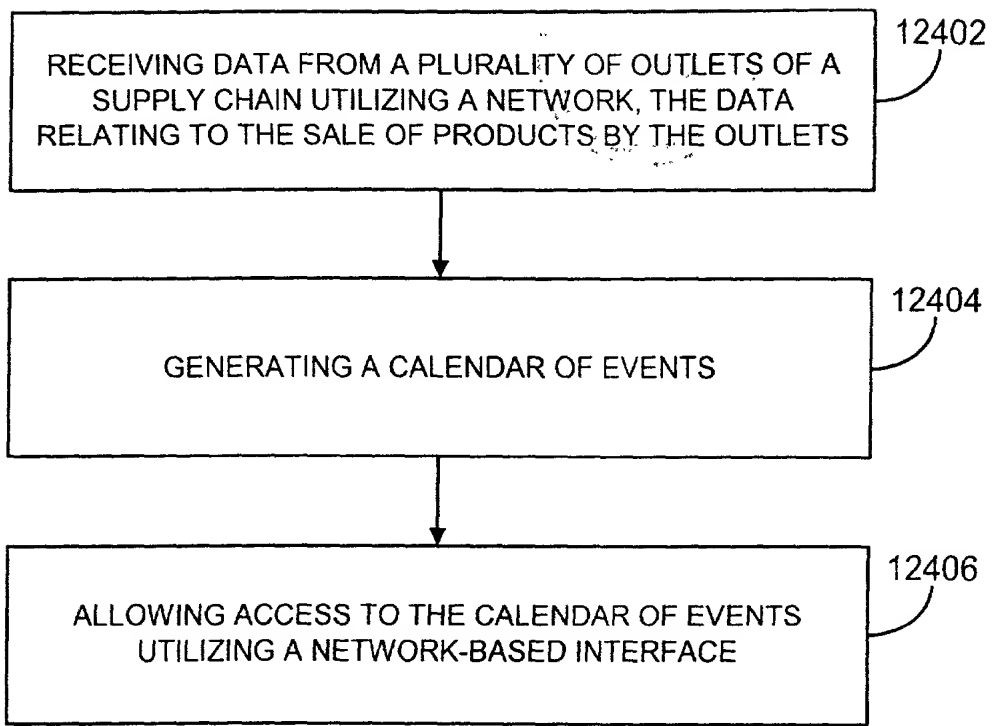 12402
RECEIVING DATA FROM A PLURALITY OF OUTLETS OF A
SUPPLY CHAIN UTILIZING A NETWORK, THE DATA
RELATING TO THE SALE OF PRODUCTS BY THE OUTLETS
12404
GENERATING A CALENDAR OF EVENTS
12406
ALLOWING ACCESS TO THE CALENDAR OF EVENTS
UTILIZING A NETWORK-BASED INTERFACE